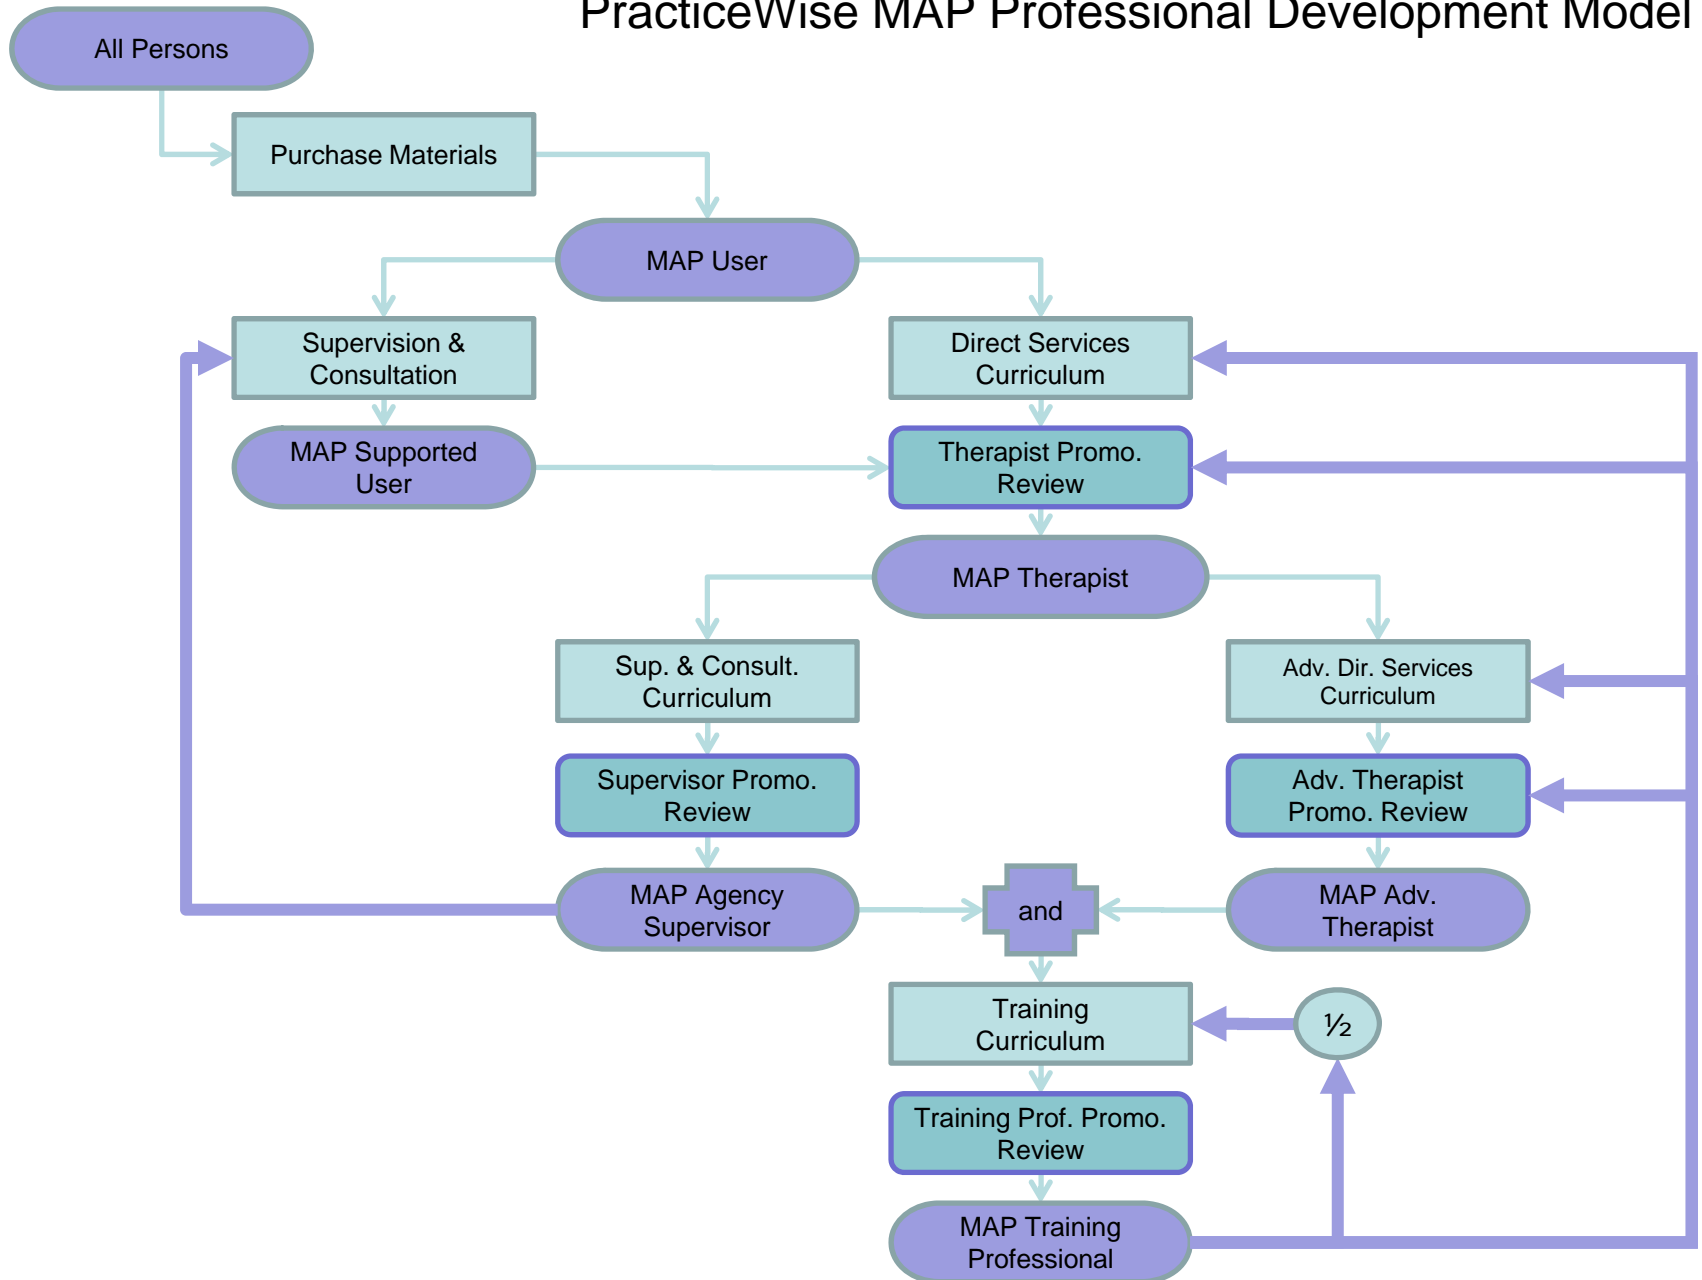 PracticeWise MAP Professional Development Model
All Persons
Purchase Materials
MAP User
Supervision &
Consultation
Direct Services
Curriculum
MAP Supported
User
Therapist Promo.
Review
MAP Therapist
Sup. & Consult.
Curriculum
Adv. Dir. Services
Curriculum
Supervisor Promo.
Review
Adv. Therapist
Promo. Review
MAP Agency
Supervisor
and
MAP Adv.
Therapist
Training
Curriculum
½
Training Prof. Promo.
Review
MAP Training
Professional